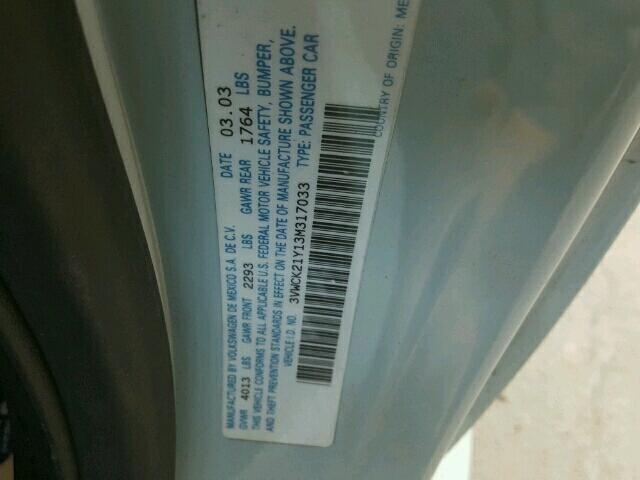 MANUFACTURED BY VOLKSWAGEN DE MEXICO S.A. DE C.V. DATE 03.03
GVWR 4013 LBS GAWR FRONT 2293 LBS GAWR REAR 1764 LBS
THIS VEHICLE CONFORMS TO ALL APPLICABLE U.S. FEDERAL MOTOR VEHICLE SAFETY, BUMPER,
AND THEFT PREVENTION STANDARDS IN EFFECT ON THE DATE OF MANUFACTURE SHOWN ABOVE.
VEHICLE I.D. NO. 3VWCK21Y13M317033 TYPE: PASSENGER CAR
COUNTRY OF ORIGIN: ME